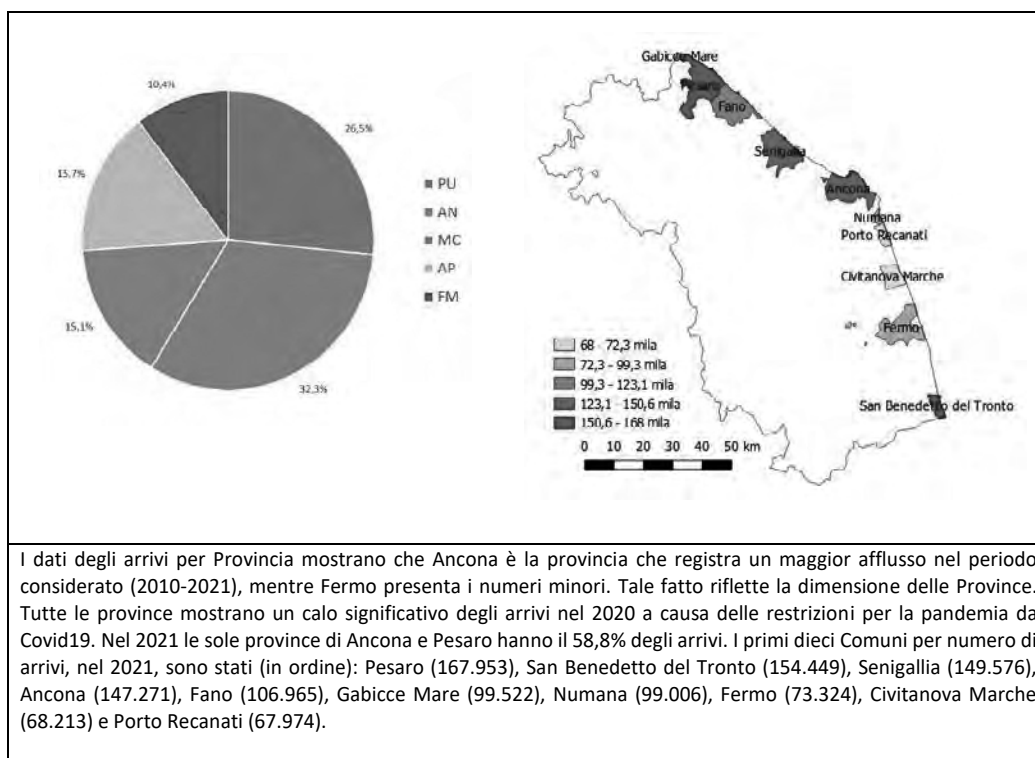 10,4%
26,5%
15,7%
15,1%
32,3%
PU
AN
MC
AP
FM
Gabicce Mare
Fano
Senigallia
Ancona
Numana
Porto Recanati
Civitanova Marche
Fermo
San Benedetto del Tronto
68 - 72,3 mila
72,3 - 99,3 mila
99,3 - 123,1 mila
123,1 - 150,6 mila
150,6 - 168 mila
0 10 20 30 40 50 km
I dati degli arrivi per Provincia mostrano che Ancona è la provincia che registra un maggior afflusso nel periodo
considerato (2010-2021), mentre Fermo presenta i numeri minori. Tale fatto riflette la dimensione delle Province.
Tutte le province mostrano un calo significativo degli arrivi nel 2020 a causa delle restrizioni per la pandemia da
Covid19. Nel 2021 le sole province di Ancona e Pesaro hanno il 58,8% degli arrivi. I primi dieci Comuni per numero di
arrivi, nel 2021, sono stati (in ordine): Pesaro (167.953), San Benedetto del Tronto (154.449), Senigallia (149.576),
Ancona (147.271), Fano (106.965), Gabicce Mare (99.522), Numana (99.006), Fermo (73.324), Civitanova Marche
(68.213) e Porto Recanati (67.974).